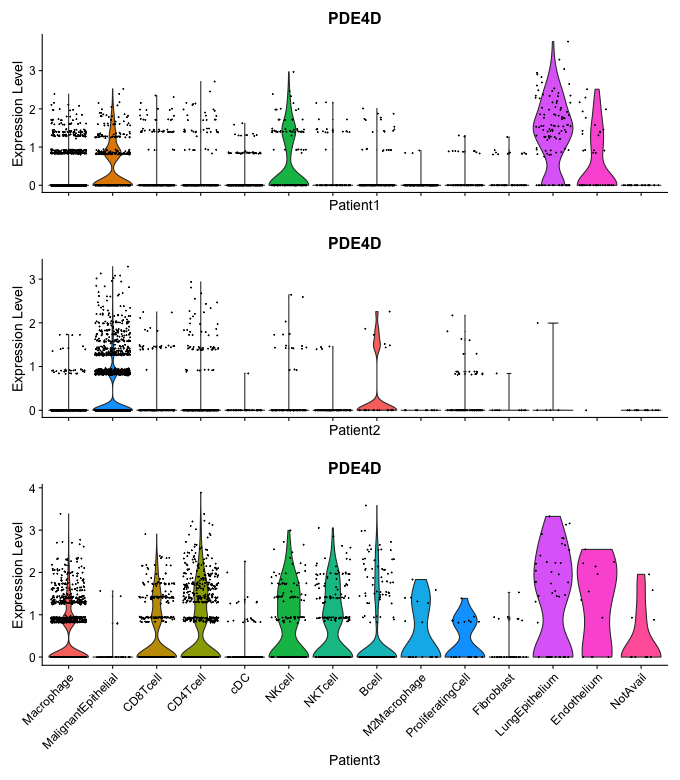 PDE4D
Expression Level
3
2
1
0
Patient1
PDE4D
Expression Level
3
2
1
0
Patient2
PDE4D
Expression Level
4
3
2
1
0
Macrophage
MalignantEpithelial
CD8Tcell
CD4Tcell
cDC
NKcell
NKTcell
Bcell
M2Macrophage
ProliferatingCell
Fibroblast
LungEpithelium
Endothelium
NotAvail
Patient3